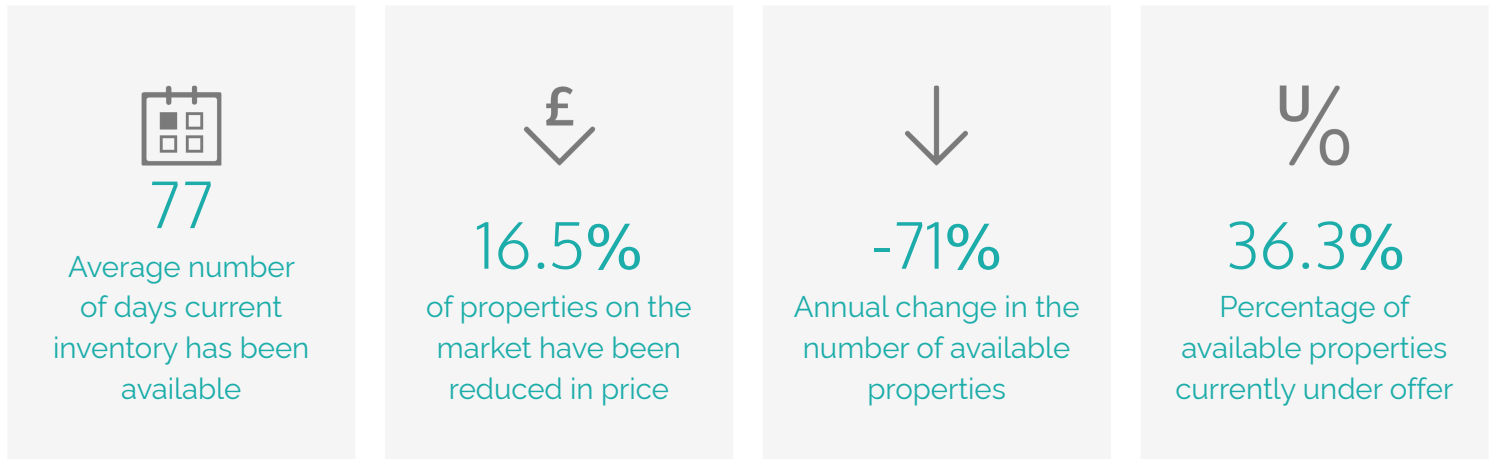 77
Average number
of days current
inventory has been
available
£
16.5%
of properties on the
market have been
reduced in price
-71%
Annual change in the
number of available
properties
U/O
36.3%
Percentage of
available properties
currently under offer